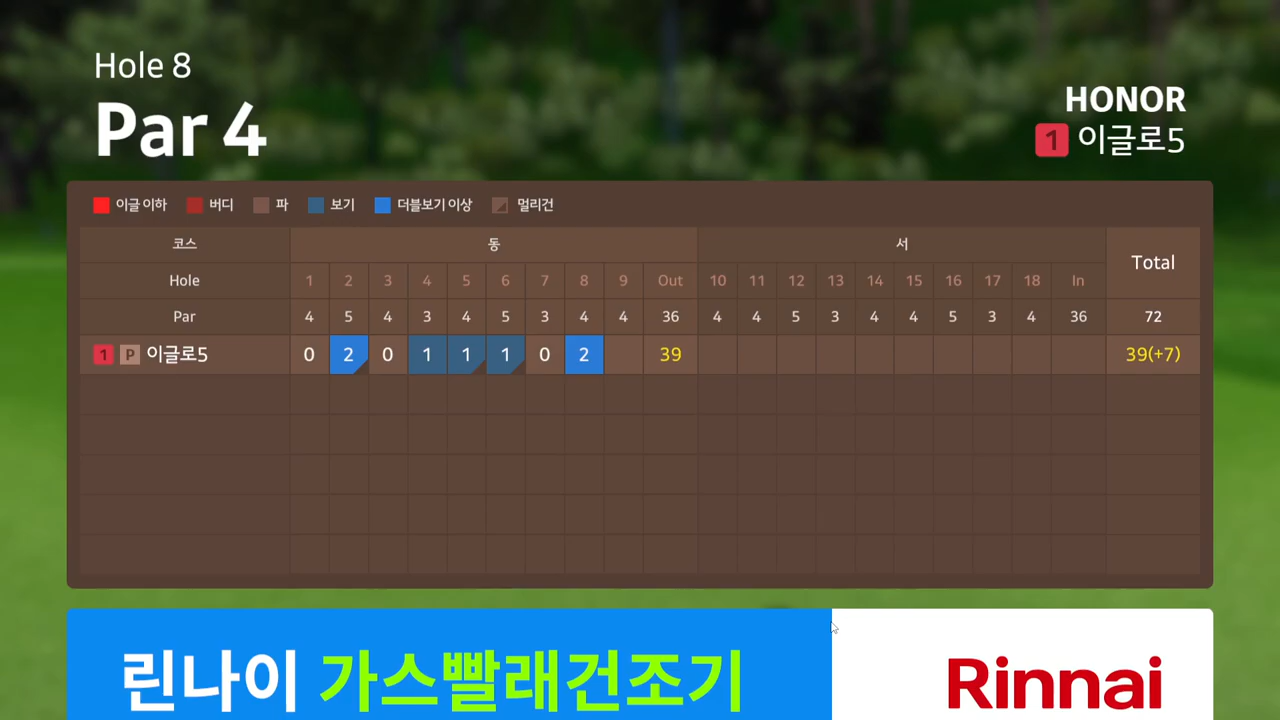 Hole 8
Par 4
HONOR
1 이글로5
이글 이하 버디 파 보기 더블보기 이상 멀리건
코스 동 서 Total
Hole 1 2 3 4 5 6 7 8 9 Out 10 11 12 13 14 15 16 17 18 In
Par 4 5 4 3 4 5 3 4 4 36 4 4 5 3 4 4 5 3 4 36 72
1 P 이글로5 0 2 0 1 1 1 0 2 39 39(+7)
린나이 가스빨래건조기
Rinnai